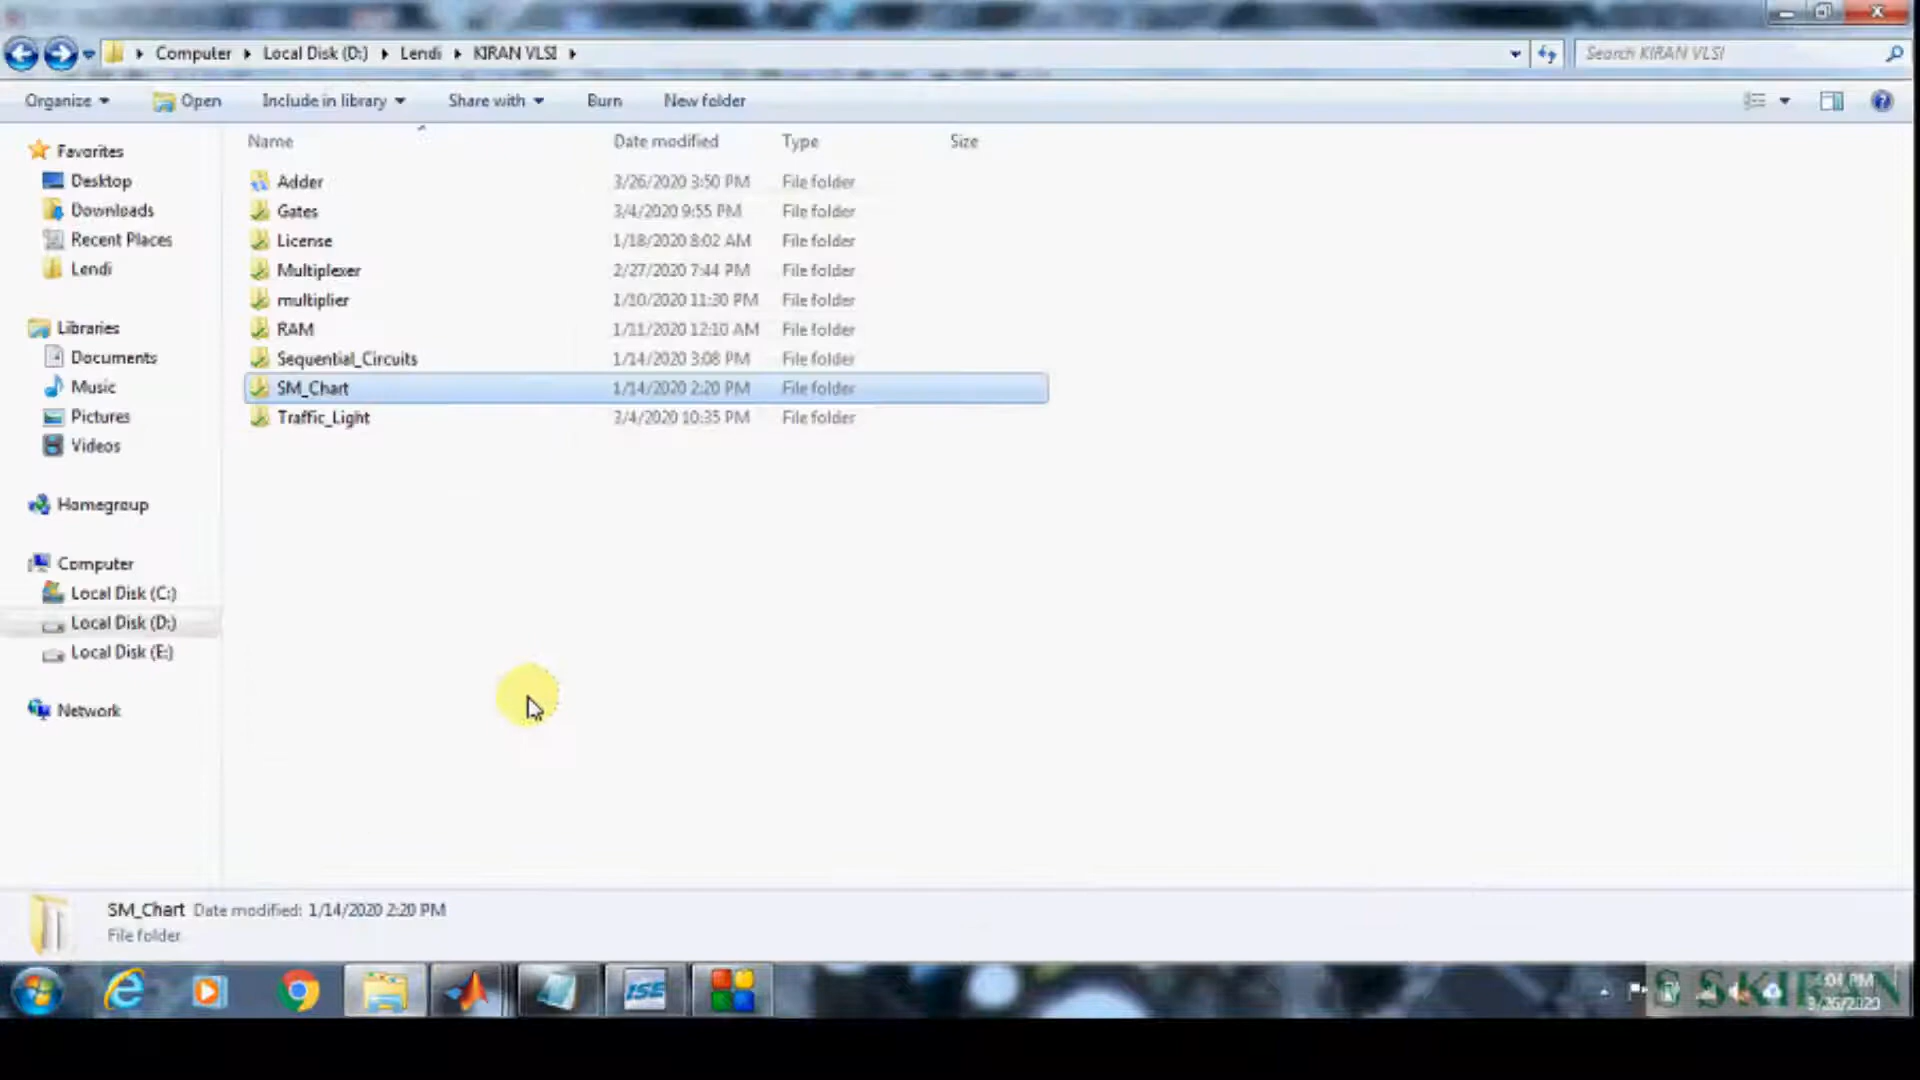 Computer Local Disk (D:) Lendi KIRAN VLSI
Search KIRAN VLSI
Organize Open Include in library Share with Burn New folder
Name Date modified Type Size
Favorites
Desktop
Downloads
Recent Places
Lendi
Libraries
Documents
Music
Pictures
Videos
Homegroup
Computer
Local Disk (C:)
Local Disk (D:)
Local Disk (E:)
Network
Adder 3/26/2020 3:50 PM File folder
Gates 3/4/2020 9:55 PM File folder
License 1/18/2020 8:02 AM File folder
Multiplexer 2/27/2020 7:44 PM File folder
multiplier 1/10/2020 11:30 PM File folder
RAM 1/11/2020 12:10 AM File folder
Sequential_Circuits 1/14/2020 3:08 PM File folder
SM_Chart 1/14/2020 2:20 PM File folder
Traffic_Light 3/4/2020 10:35 PM File folder
SM_Chart Date modified: 1/14/2020 2:20 PM
File folder
ISE
PM
3/26/2020